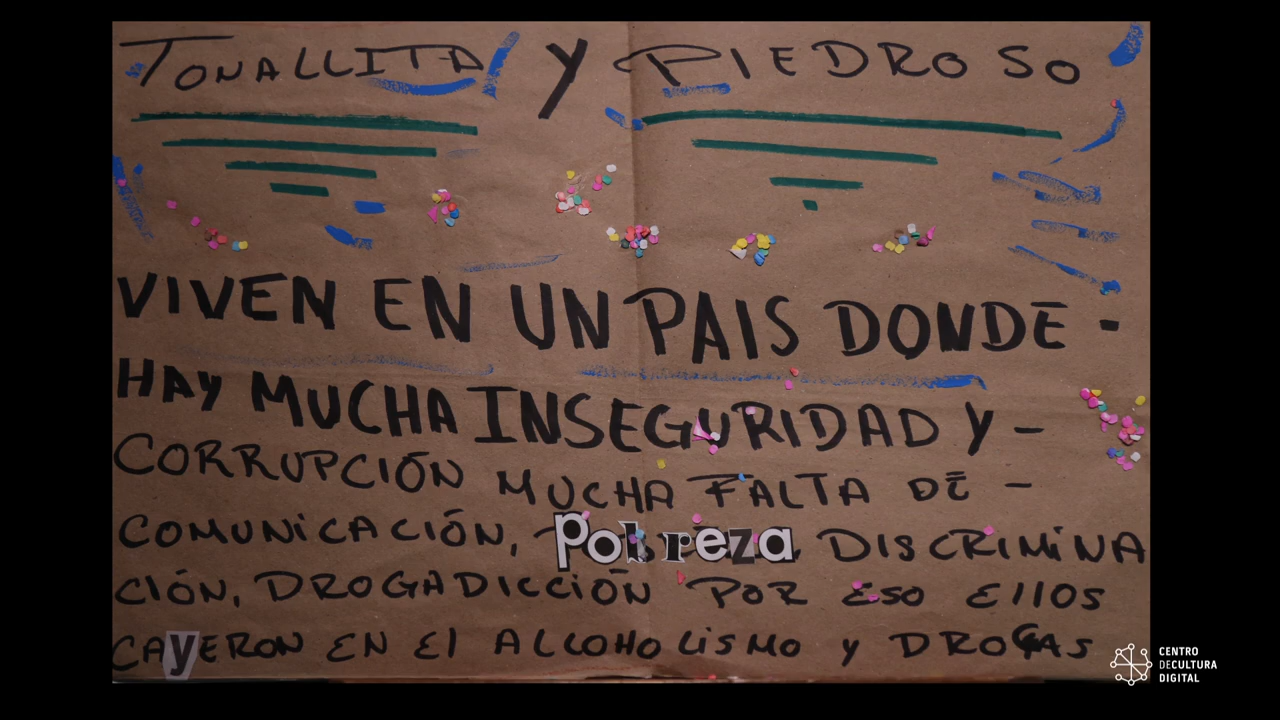 TONALLITA Y PIEDROSO
VIVEN EN UN PAIS DONDE -
HAY MUCHA INSEGURIDAD Y -
CORRUPCIÓN MUCHA FALTA DE -
COMUNICACIÓN, Pobreza, DISCRIMINA
CIÓN, DROGADICCIÓN POR ESO EllOS
CAyERON EN El ALCOHOLISMO Y DROGAS
CENTRO
DECULTURA
DIGITAL